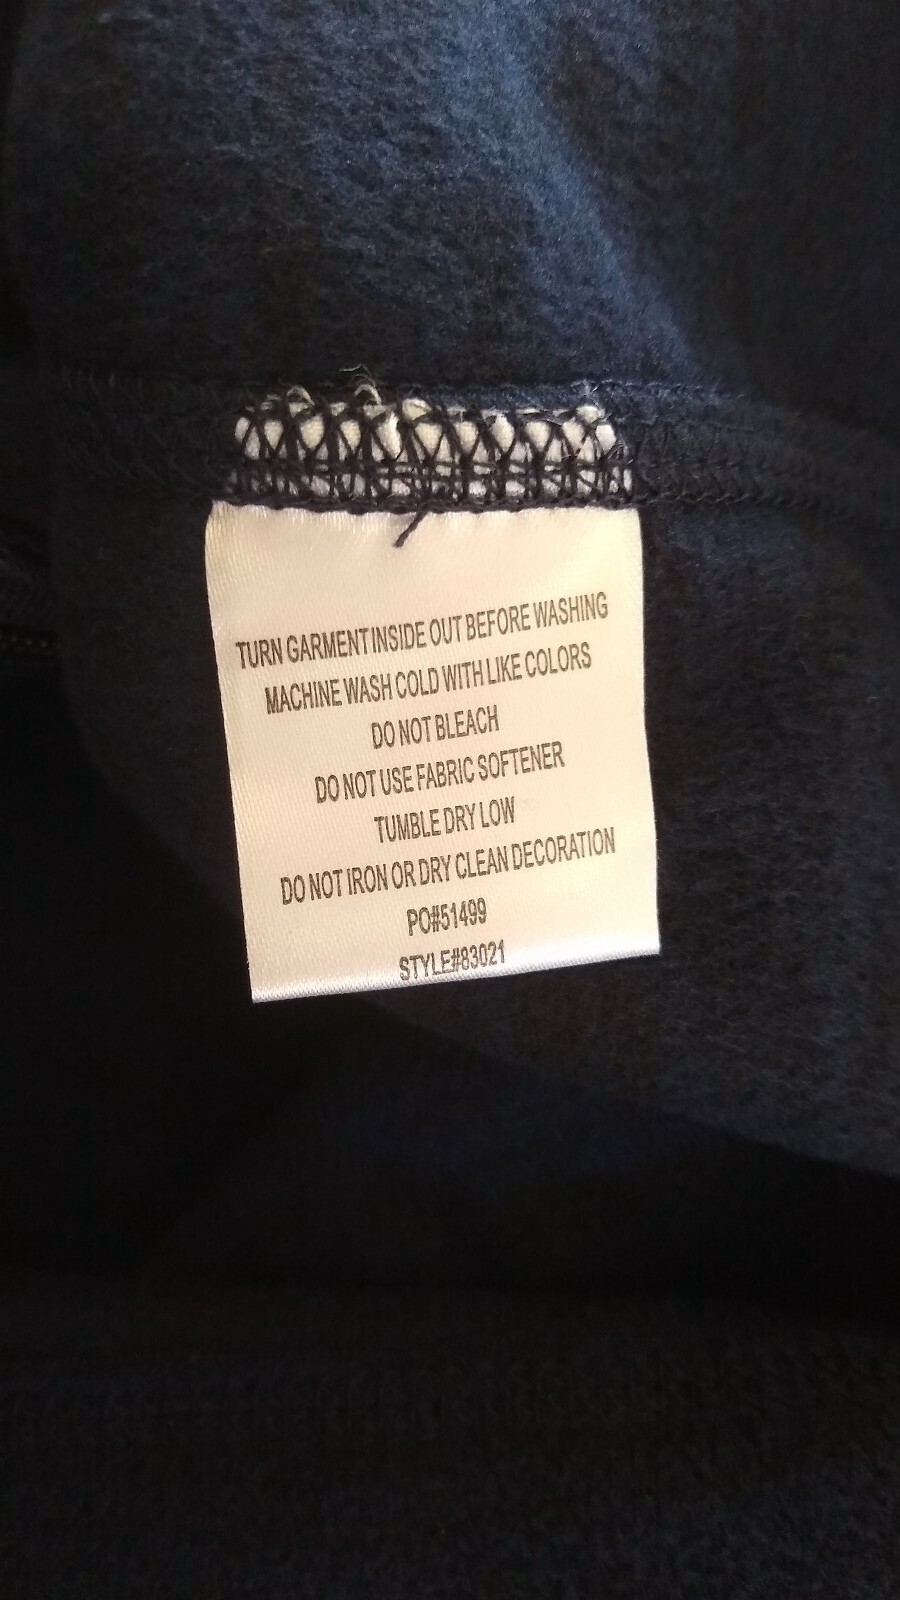 TURN GARMENT INSIDE OUT BEFORE WASHING
MACHINE WASH COLD WITH LIKE COLORS
DO NOT BLEACH
DO NOT USE FABRIC SOFTENER
TUMBLE DRY LOW
DO NOT IRON OR DRY CLEAN DECORATION
PO#51499
STYLE#83021